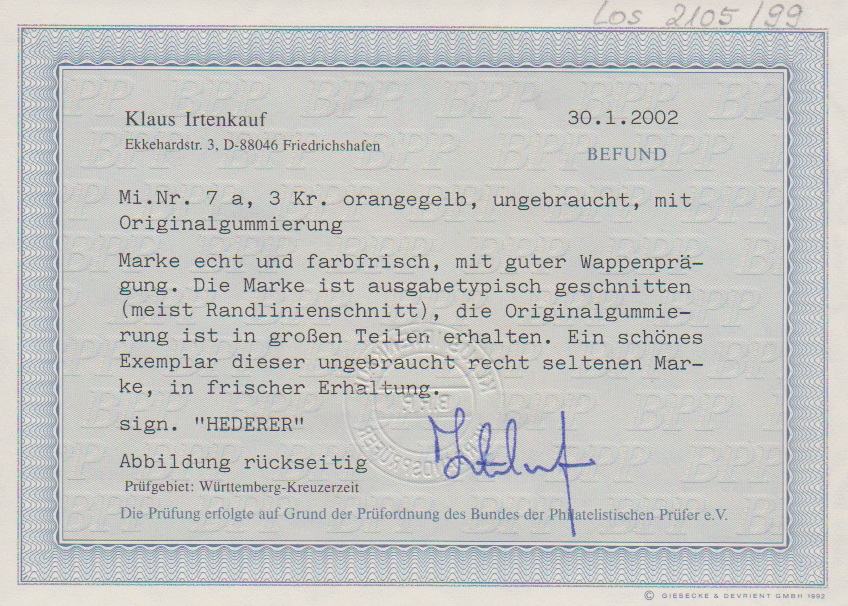 Los 2105/99
Klaus Irtenkauf
30.1.2002
Ekkehardstr. 3, D-88046 Friedrichshafen
BEFUND
Mi.Nr. 7 a, 3 Kr. orangegelb, ungebraucht, mit
Originalgummierung
Marke echt und farbfrisch, mit guter Wappenprä-
gung. Die Marke ist ausgabetypisch geschnitten
(meist Randlinienschnitt), die Originalgummie-
rung ist in großen Teilen erhalten. Ein schönes
Exemplar dieser ungebraucht recht seltenen Mar-
ke, in frischer Erhaltung.
sign. "HEDERER"
Abbildung rückseitig
Prüfgebiet: Württemberg-Kreuzerzeit
Die Prüfung erfolgte auf Grund der Prüfordnung des Bundes der Philatelistischen Prüfer e.V.
© GIESECKE & DEVRIENT GMBH 1992